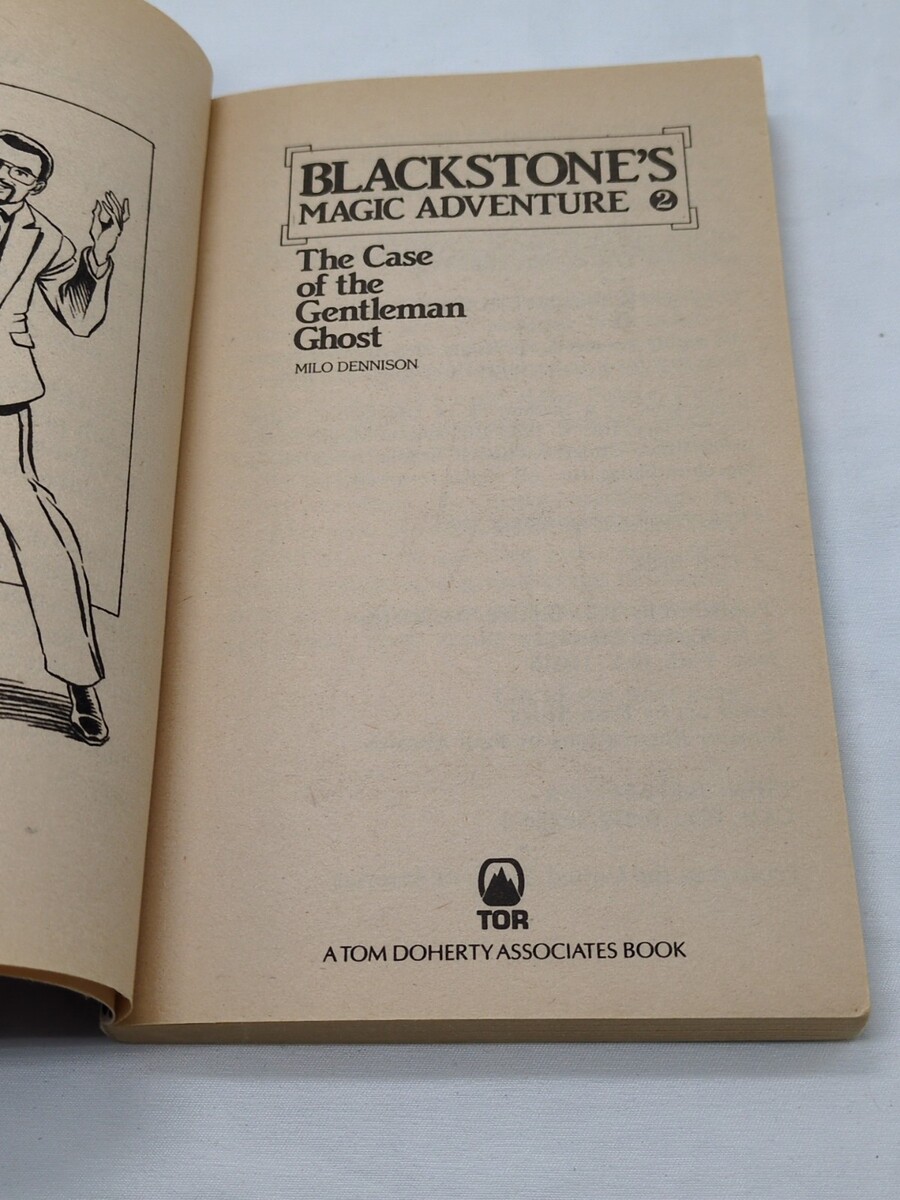 BLACKSTONE'S
MAGIC ADVENTURE 2
The Case
of the
Gentleman
Ghost
MILO DENNISON
TOR
A TOM DOHERTY ASSOCIATES BOOK